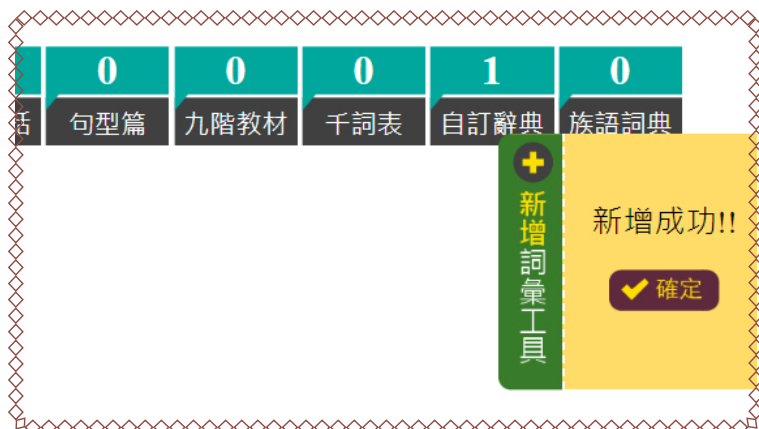 0 0 0 1 0
話 句型篇 九階教材 千詞表 自訂辭典 族語詞典
新增詞彙工具
新增成功!!
確定